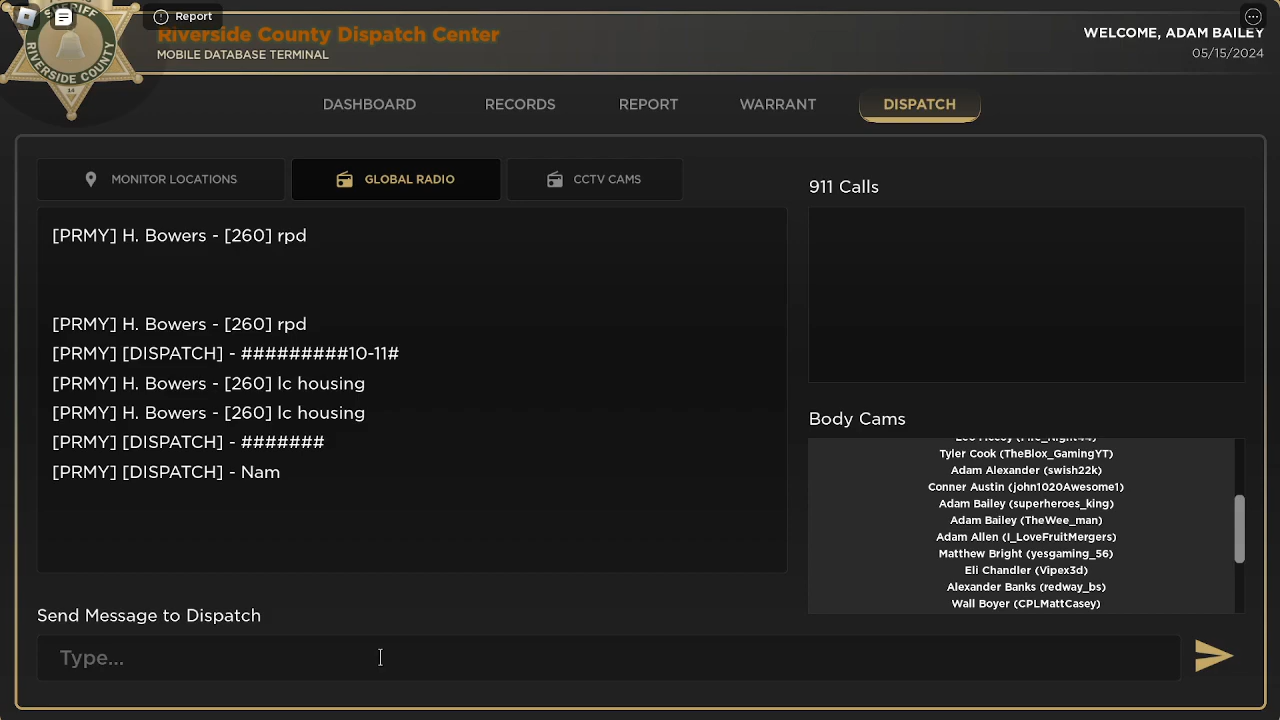 Report
SHERIFF
RIVERSIDE COUNTY
14
Riverside County Dispatch Center
MOBILE DATABASE TERMINAL
WELCOME, ADAM BAILEY
05/15/2024
DASHBOARD
RECORDS
REPORT
WARRANT
DISPATCH
MONITOR LOCATIONS
GLOBAL RADIO
CCTV CAMS
[PRMY] H. Bowers - [260] rpd
[PRMY] H. Bowers - [260] rpd
[PRMY] [DISPATCH] - #########10-11#
[PRMY] H. Bowers - [260] lc housing
[PRMY] H. Bowers - [260] lc housing
[PRMY] [DISPATCH] - #######
[PRMY] [DISPATCH] - Nam
Send Message to Dispatch
Type...
911 Calls
Body Cams
Tyler Cook (TheBlox_GamingYT)
Adam Alexander (swish22k)
Conner Austin (john1020Awesome1)
Adam Bailey (superheroes_king)
Adam Bailey (TheWee_man)
Adam Allen (I_LoveFruitMergers)
Matthew Bright (yesgaming_56)
Eli Chandler (Vipex3d)
Alexander Banks (redway_bs)
Wall Boyer (CPLMattCasey)